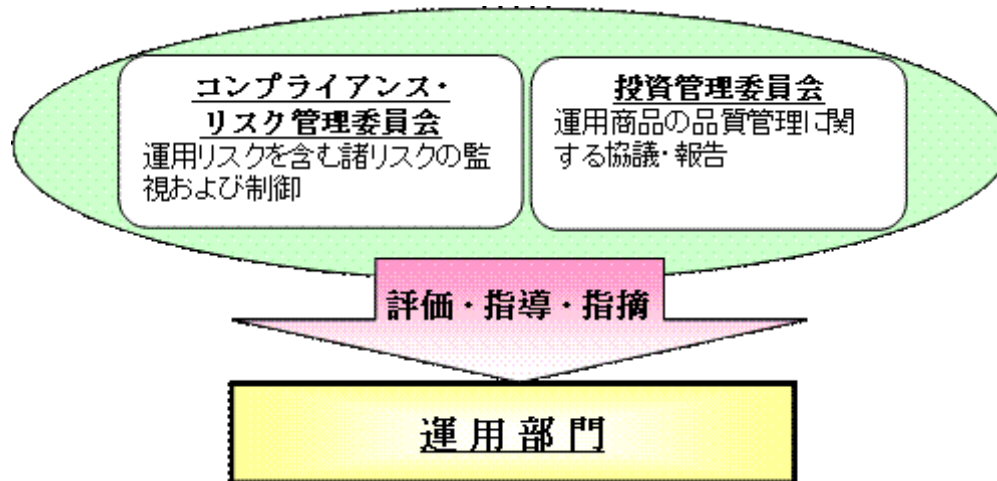 コンプライアンス・
リスク管理委員会
運用リスクを含む諸リスクの監
視および制御
投資管理委員会
運用商品の品質管理に関
する協議・報告
評価・指導・指摘
運用部門